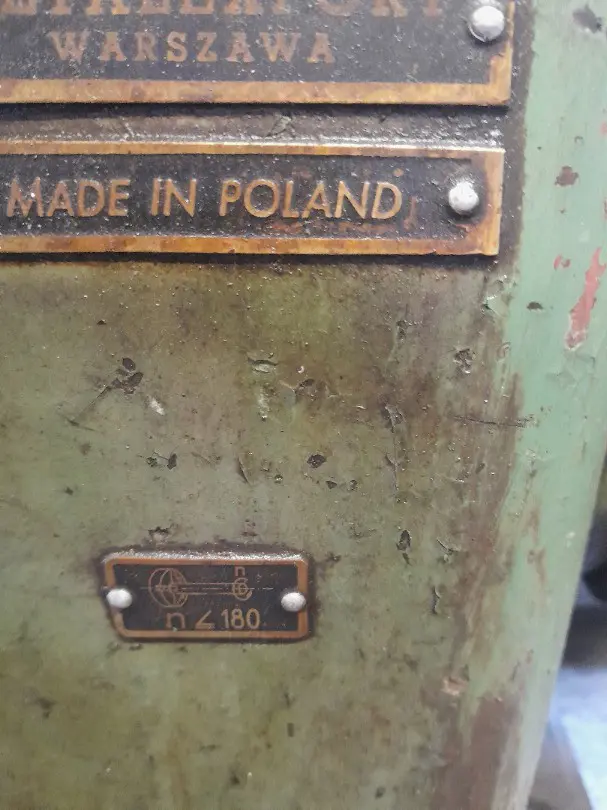 WARSZAWA
MADE IN POLAND
n
n ∠ 180